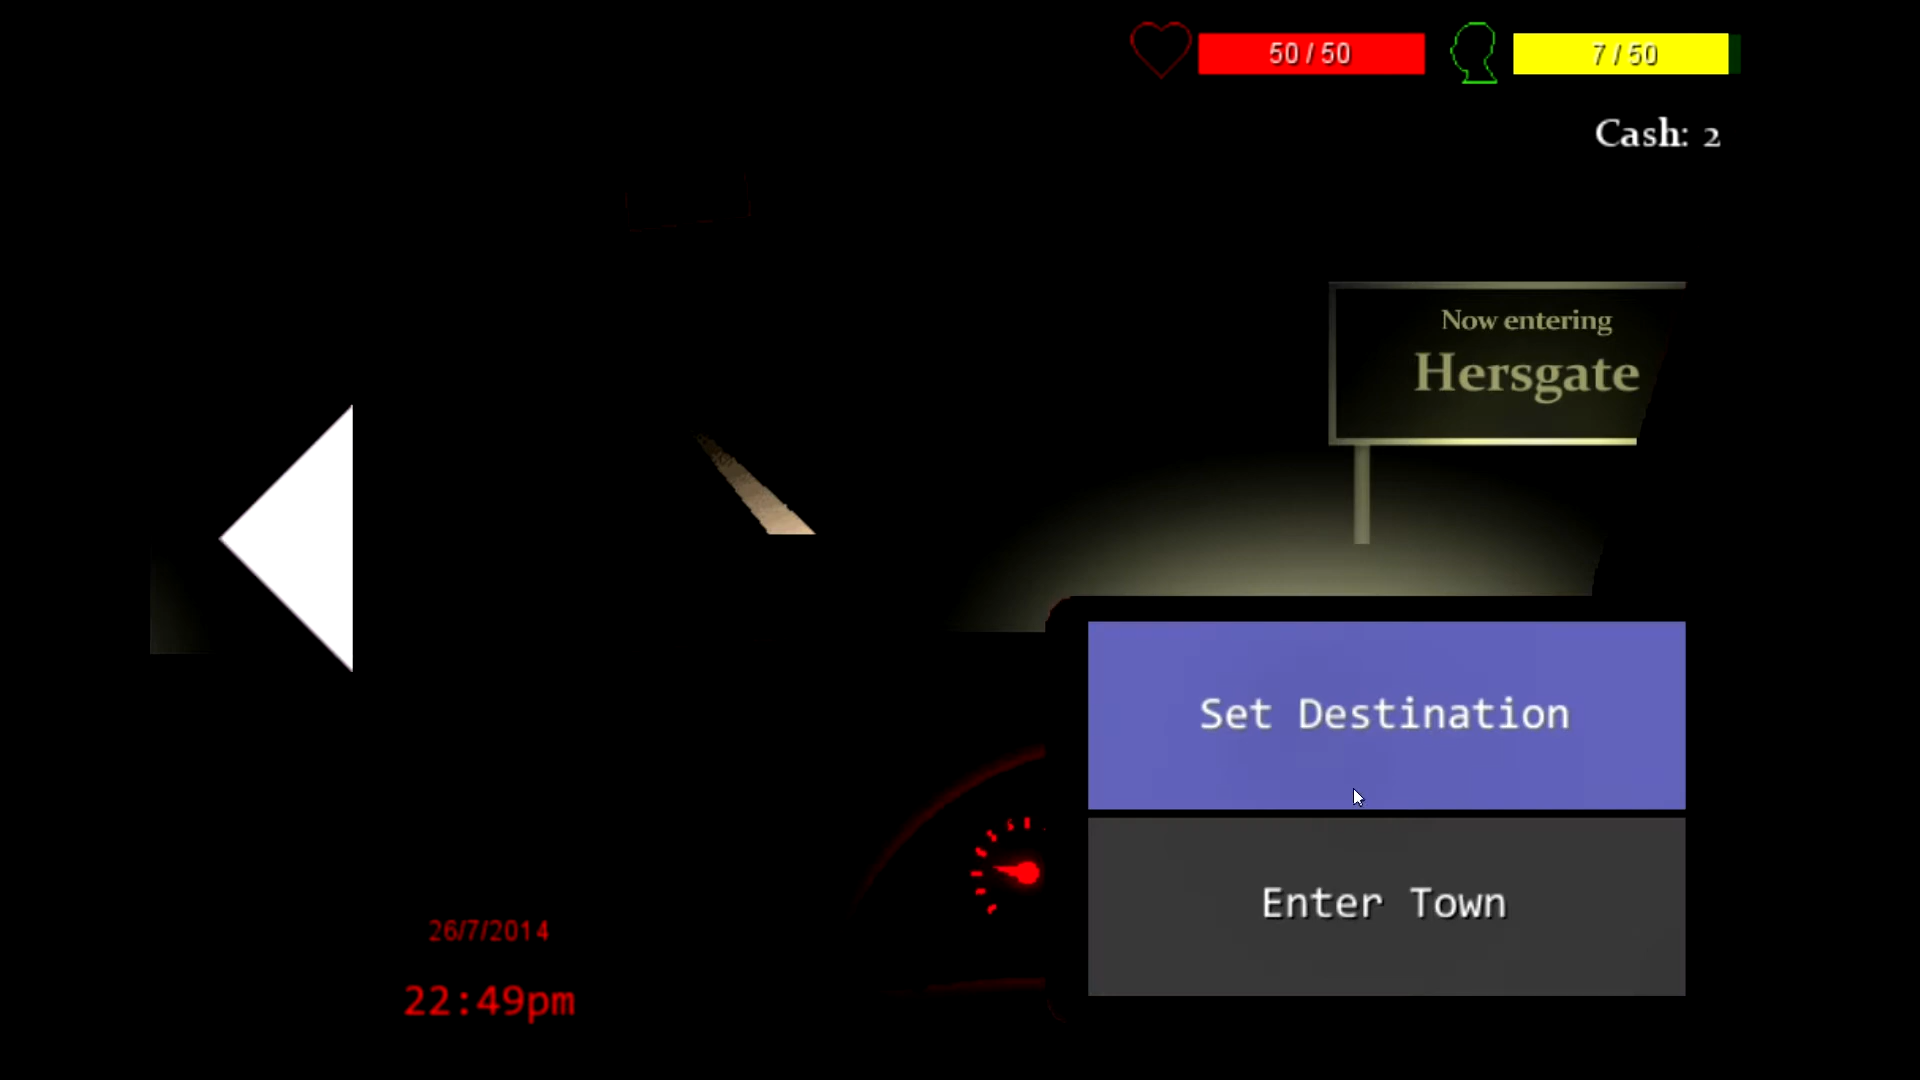 50 / 50
7 / 50
Cash: 2
Now entering
Hersgate
Set Destination
Enter Town
26/7/2014
22:49pm